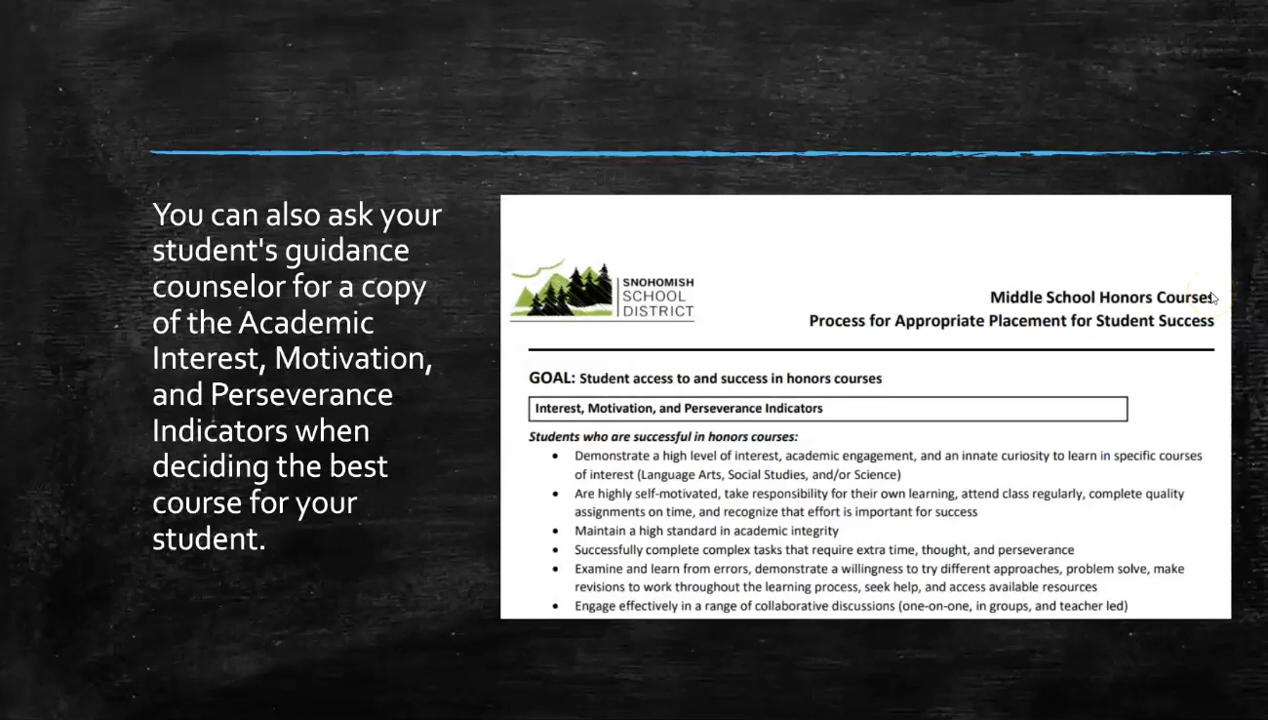 You can also ask your
student's guidance
counselor for a copy
of the Academic
Interest, Motivation,
and Perseverance
Indicators when
deciding the best
course for your
student.
SNOHOMISH
SCHOOL
DISTRICT
Middle School Honors Courses
Process for Appropriate Placement for Student Success
GOAL: Student access to and success in honors courses
Interest, Motivation, and Perseverance Indicators
Students who are successful in honors courses:
• Demonstrate a high level of interest, academic engagement, and an innate curiosity to learn in specific courses
of interest (Language Arts, Social Studies, and/or Science)
• Are highly self-motivated, take responsibility for their own learning, attend class regularly, complete quality
assignments on time, and recognize that effort is important for success
• Maintain a high standard in academic integrity
• Successfully complete complex tasks that require extra time, thought, and perseverance
• Examine and learn from errors, demonstrate a willingness to try different approaches, problem solve, make
revisions to work throughout the learning process, seek help, and access available resources
• Engage effectively in a range of collaborative discussions (one-on-one, in groups, and teacher led)